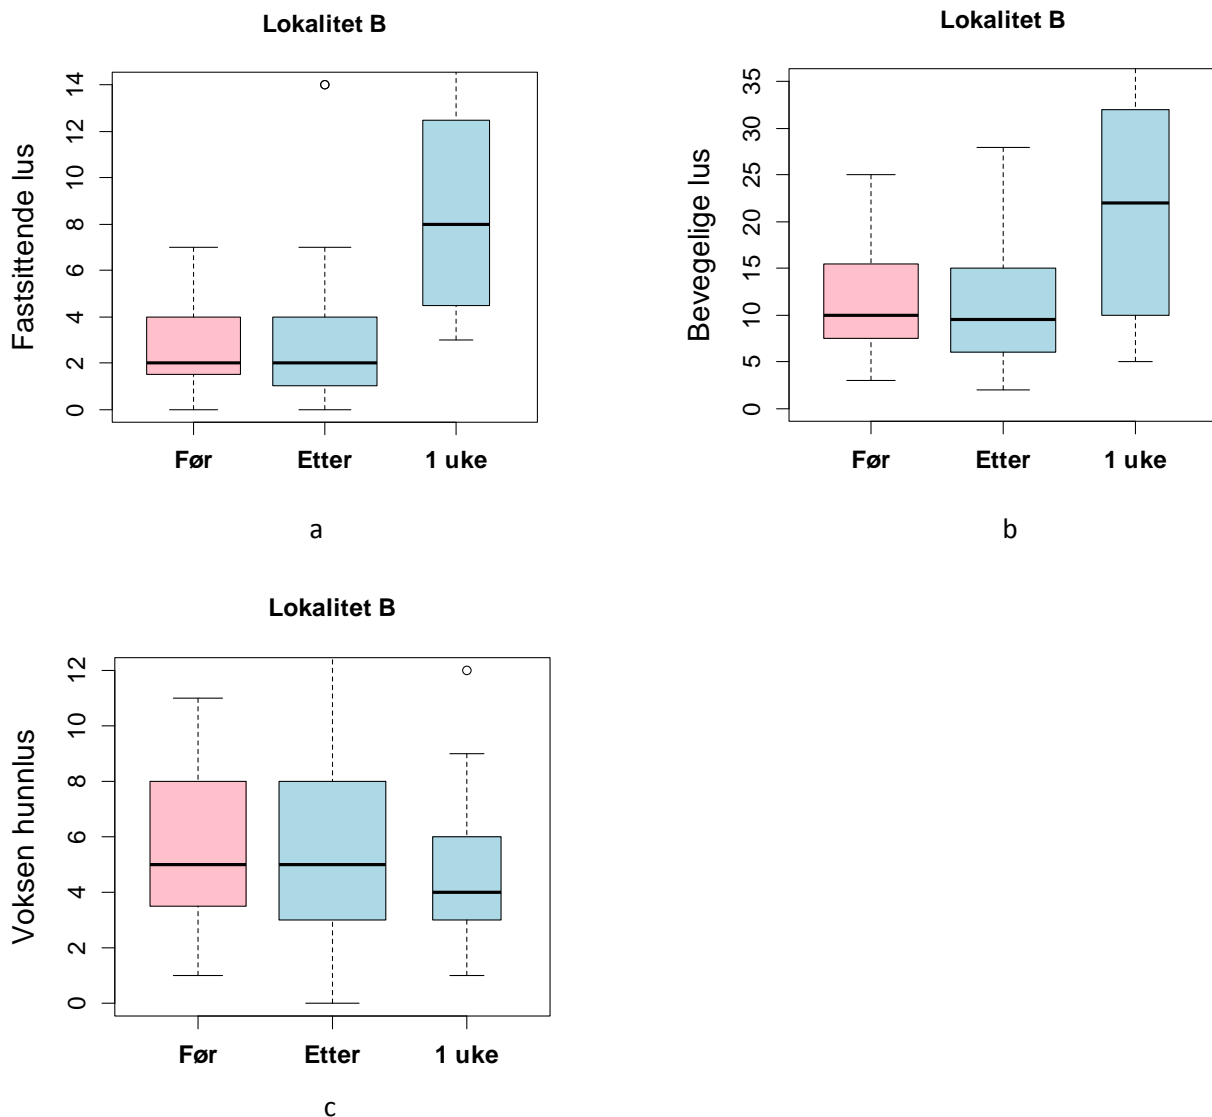 Lokalitet B
Fastsittende lus
14
12
10
8
6
4
2
0
Før Etter 1 uke
a
Lokalitet B
Bevegelige lus
35
30
25
20
15
10
5
0
Før Etter 1 uke
b
Lokalitet B
Voksen hunnlus
12
10
8
6
4
2
0
Før Etter 1 uke
c